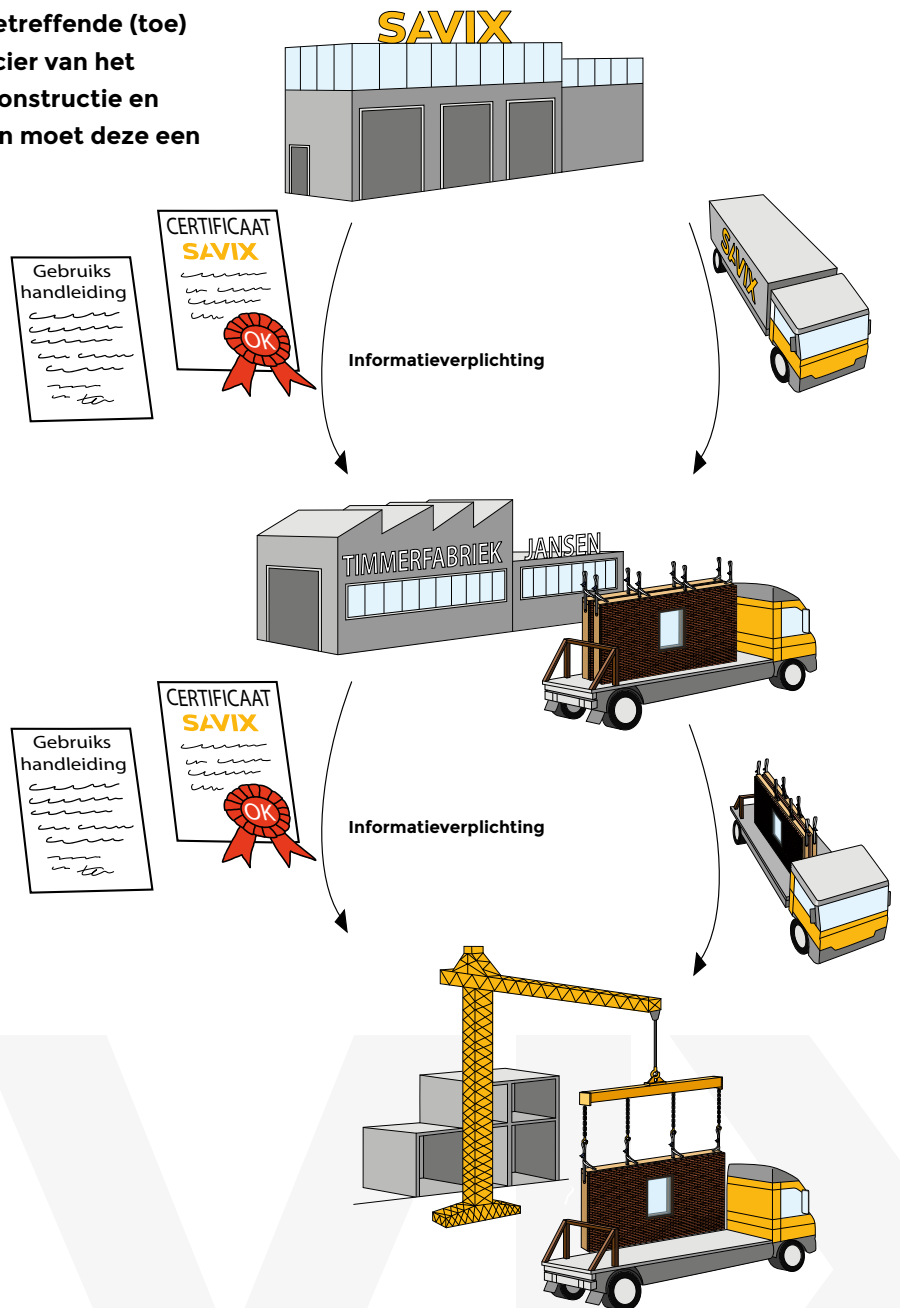 etreffende (toe)
cier van het
onstructie en
n moet deze een
SAVIX
CERTIFICAAT
SAVIX
OK
Gebruiks
handleiding
Informatieverplichting
SAVIX
TIMMERFABRIEK JANSEN
CERTIFICAAT
SAVIX
OK
Gebruiks
handleiding
Informatieverplichting